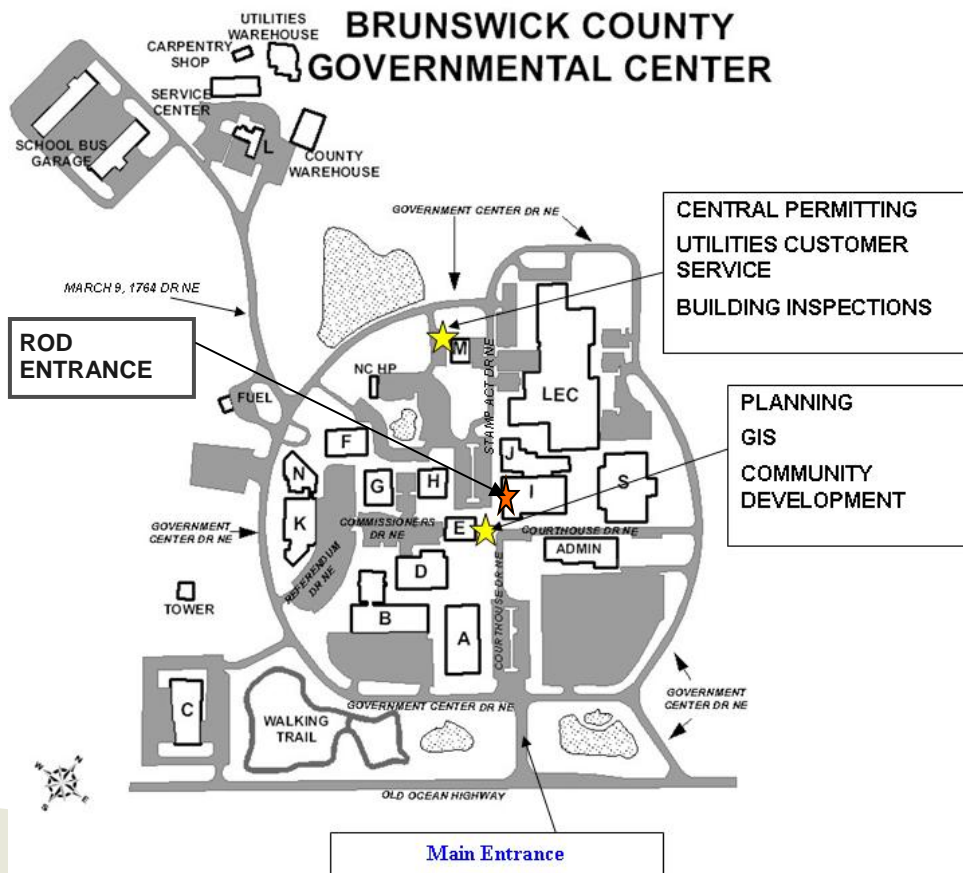 BRUNSWICK COUNTY
GOVERNMENTAL CENTER
UTILITIES
WAREHOUSE
CARPENTRY
SHOP
SERVICE
CENTER
SCHOOL BUS
GARAGE
L
COUNTY
WAREHOUSE
GOVERNMENT CENTER DR NE
MARCH 9, 1764 DR NE
CENTRAL PERMITTING
UTILITIES CUSTOMER
SERVICE
BUILDING INSPECTIONS
ROD
ENTRANCE
M
NC HP
STAMP ACT DR NE
LEC
FUEL
PLANNING
GIS
COMMUNITY
DEVELOPMENT
F
J
N
G
H
I
S
K
COMMISSIONERS
DR NE
E
COURTHOUSE DR NE
GOVERNMENT
CENTER DR NE
ADMIN
REFERENDUM
DR NE
D
TOWER
B
A
COURTHOUSE DR NE
C
WALKING
TRAIL
GOVERNMENT CENTER DR NE
GOVERNMENT
CENTER DR NE
W
N
S
E
OLD OCEAN HIGHWAY
Main Entrance